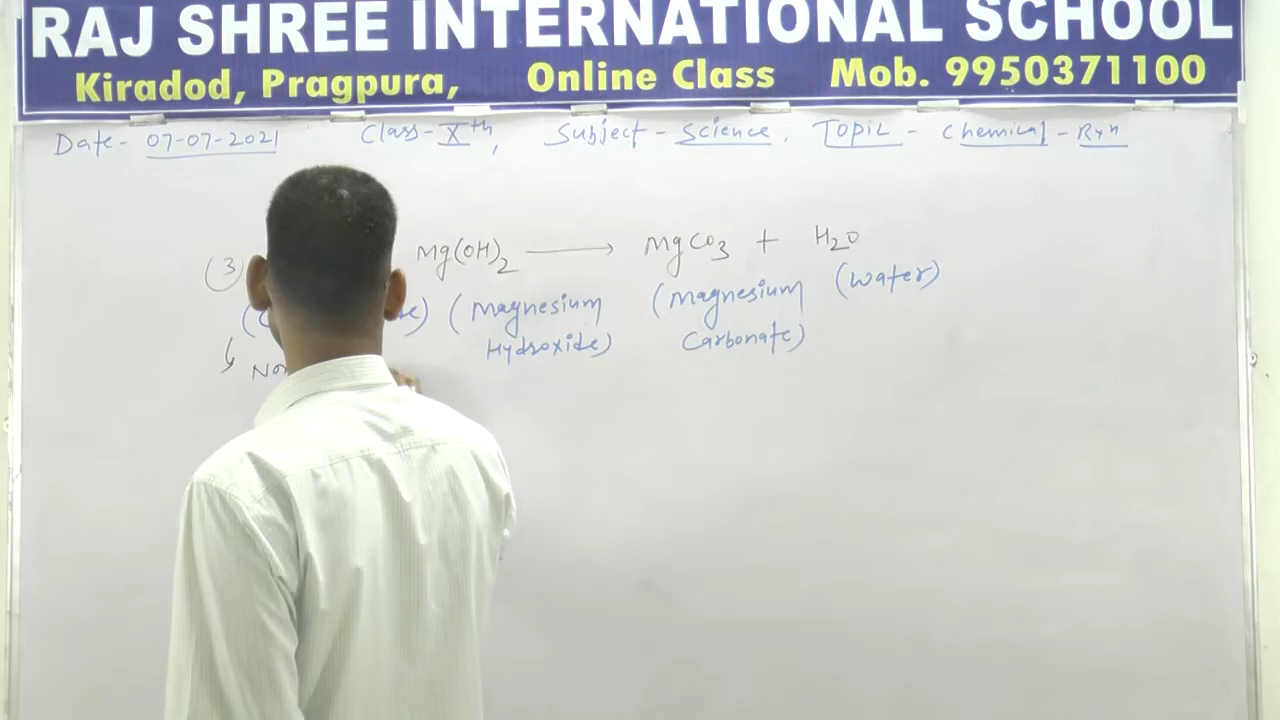 RAJ SHREE INTERNATIONAL SCHOOL
Kiradod, Pragpura, Online Class Mob. 9950371100
Date- 07-07-2021 Class-Xth, Subject-Science. Topic- Chemical-Rxn
(3) Mg(OH)2 ⟶ MgCO3 + H2O
(Magnesium (Magnesium (Water)
Hydroxide) Carbonate)